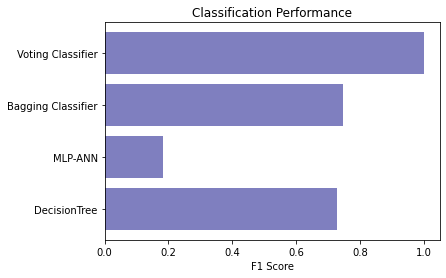 Classification Performance
Voting Classifier
Bagging Classifier
MLP-ANN
DecisionTree
0.0 0.2 0.4 0.6 0.8 1.0
F1 Score